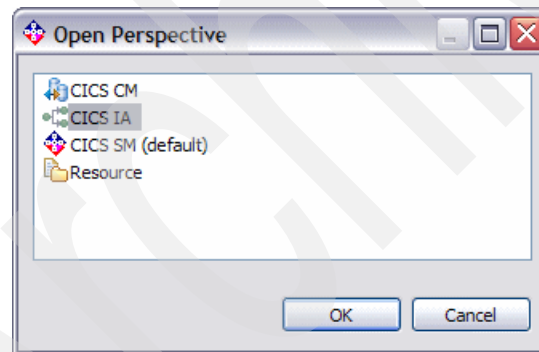 Open Perspective
CICS CM
CICS IA
CICS SM (default)
Resource
OK Cancel